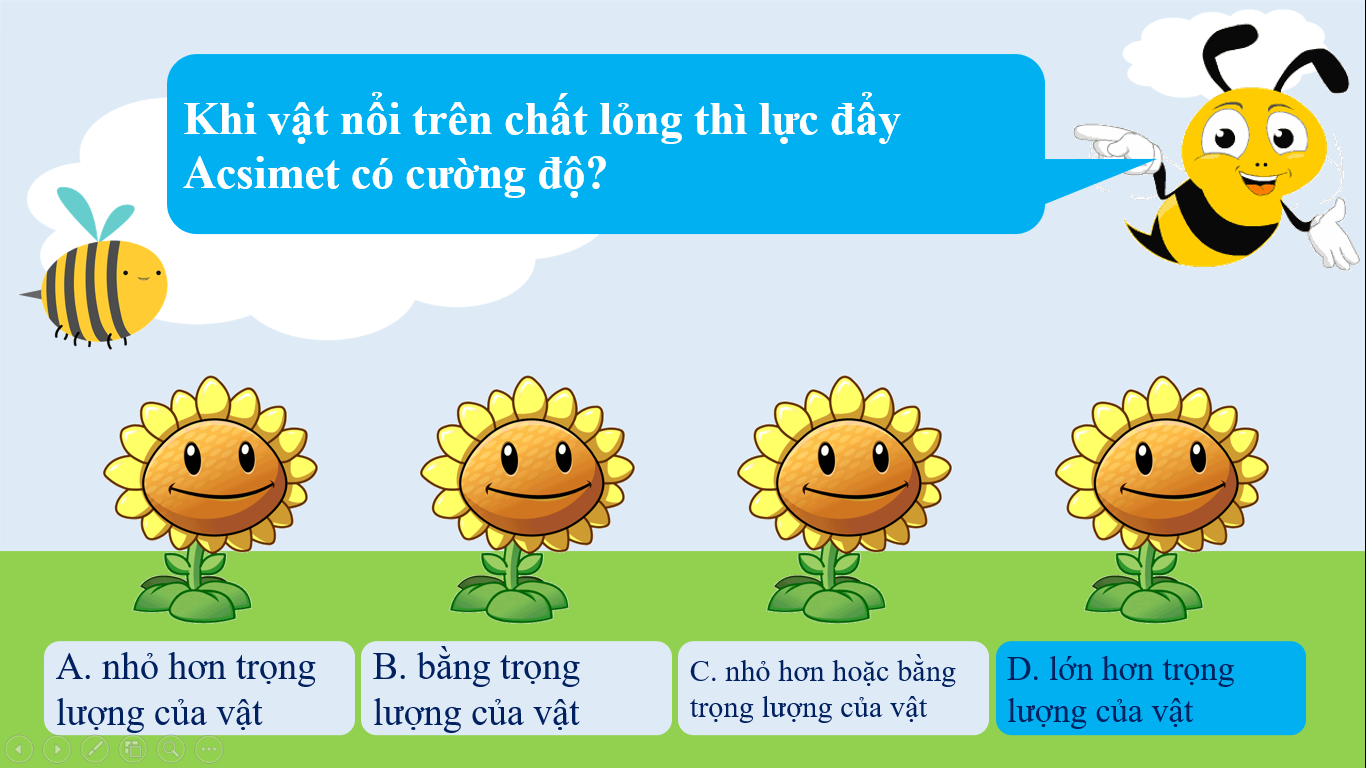 Khi vật nổi trên chất lỏng thì lực đẩy
Acsimet có cường độ?
A. nhỏ hơn trọng
lượng của vật
B. bằng trọng
lượng của vật
C. nhỏ hơn hoặc bằng
trọng lượng của vật
D. lớn hơn trọng
lượng của vật